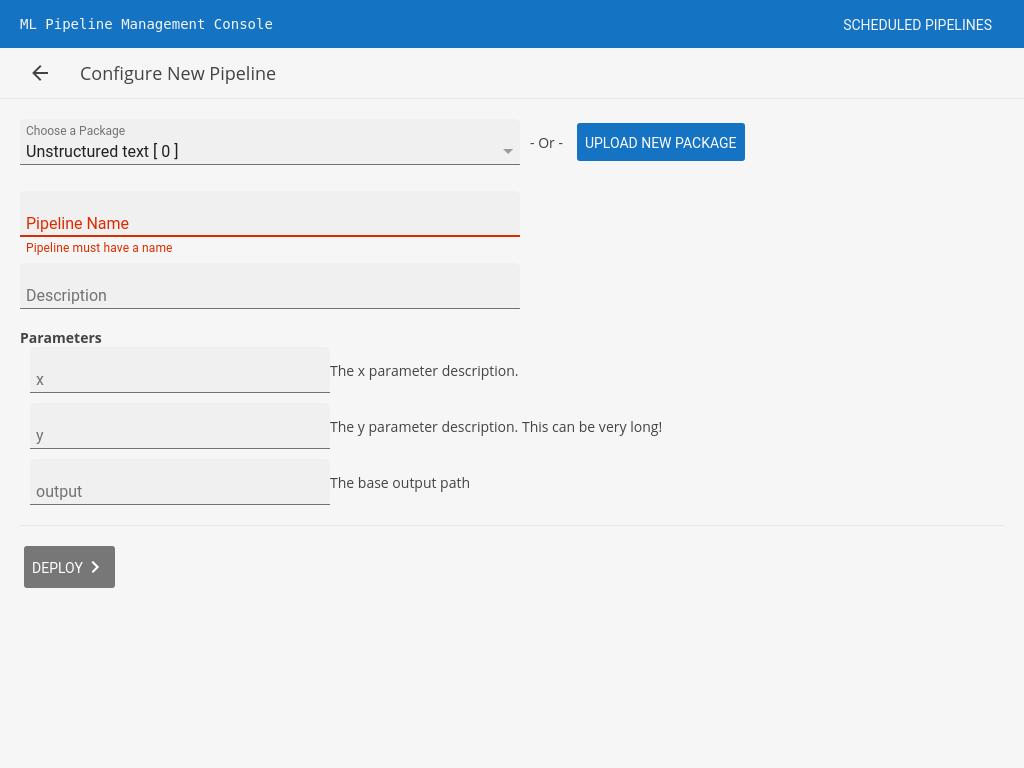 ML Pipeline Management Console
SCHEDULED PIPELINES
Configure New Pipeline
Choose a Package
Unstructured text [ 0 ]
- Or -
UPLOAD NEW PACKAGE
Pipeline Name
Pipeline must have a name
Description
Parameters
x
The x parameter description.
y
The y parameter description. This can be very long!
output
The base output path
DEPLOY